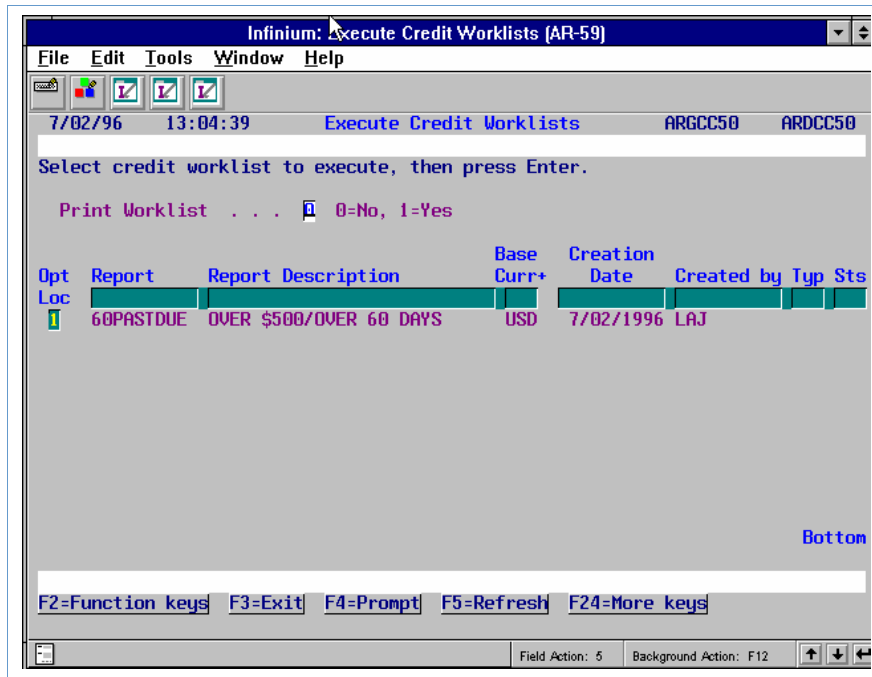 Infinium: Execute Credit Worklists (AR-59)
File Edit Tools Window Help
7/02/96 13:04:39 Execute Credit Worklists ARGCC50 ARDCC50
Select credit worklist to execute, then press Enter.
Print Worklist . . . 0 0=No, 1=Yes
Base Creation
Opt Report Report Description Curr+ Date Created by Typ Sts
Loc
1 60PASTDUE OVER $500/OVER 60 DAYS USD 7/02/1996 LAJ
Bottom
F2=Function keys F3=Exit F4=Prompt F5=Refresh F24=More keys
Field Action: 5 Background Action: F12